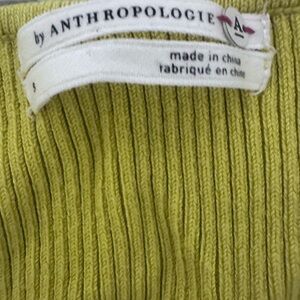 by ANTHROPOLOGIE A
made in china
fabriqué en chine
S